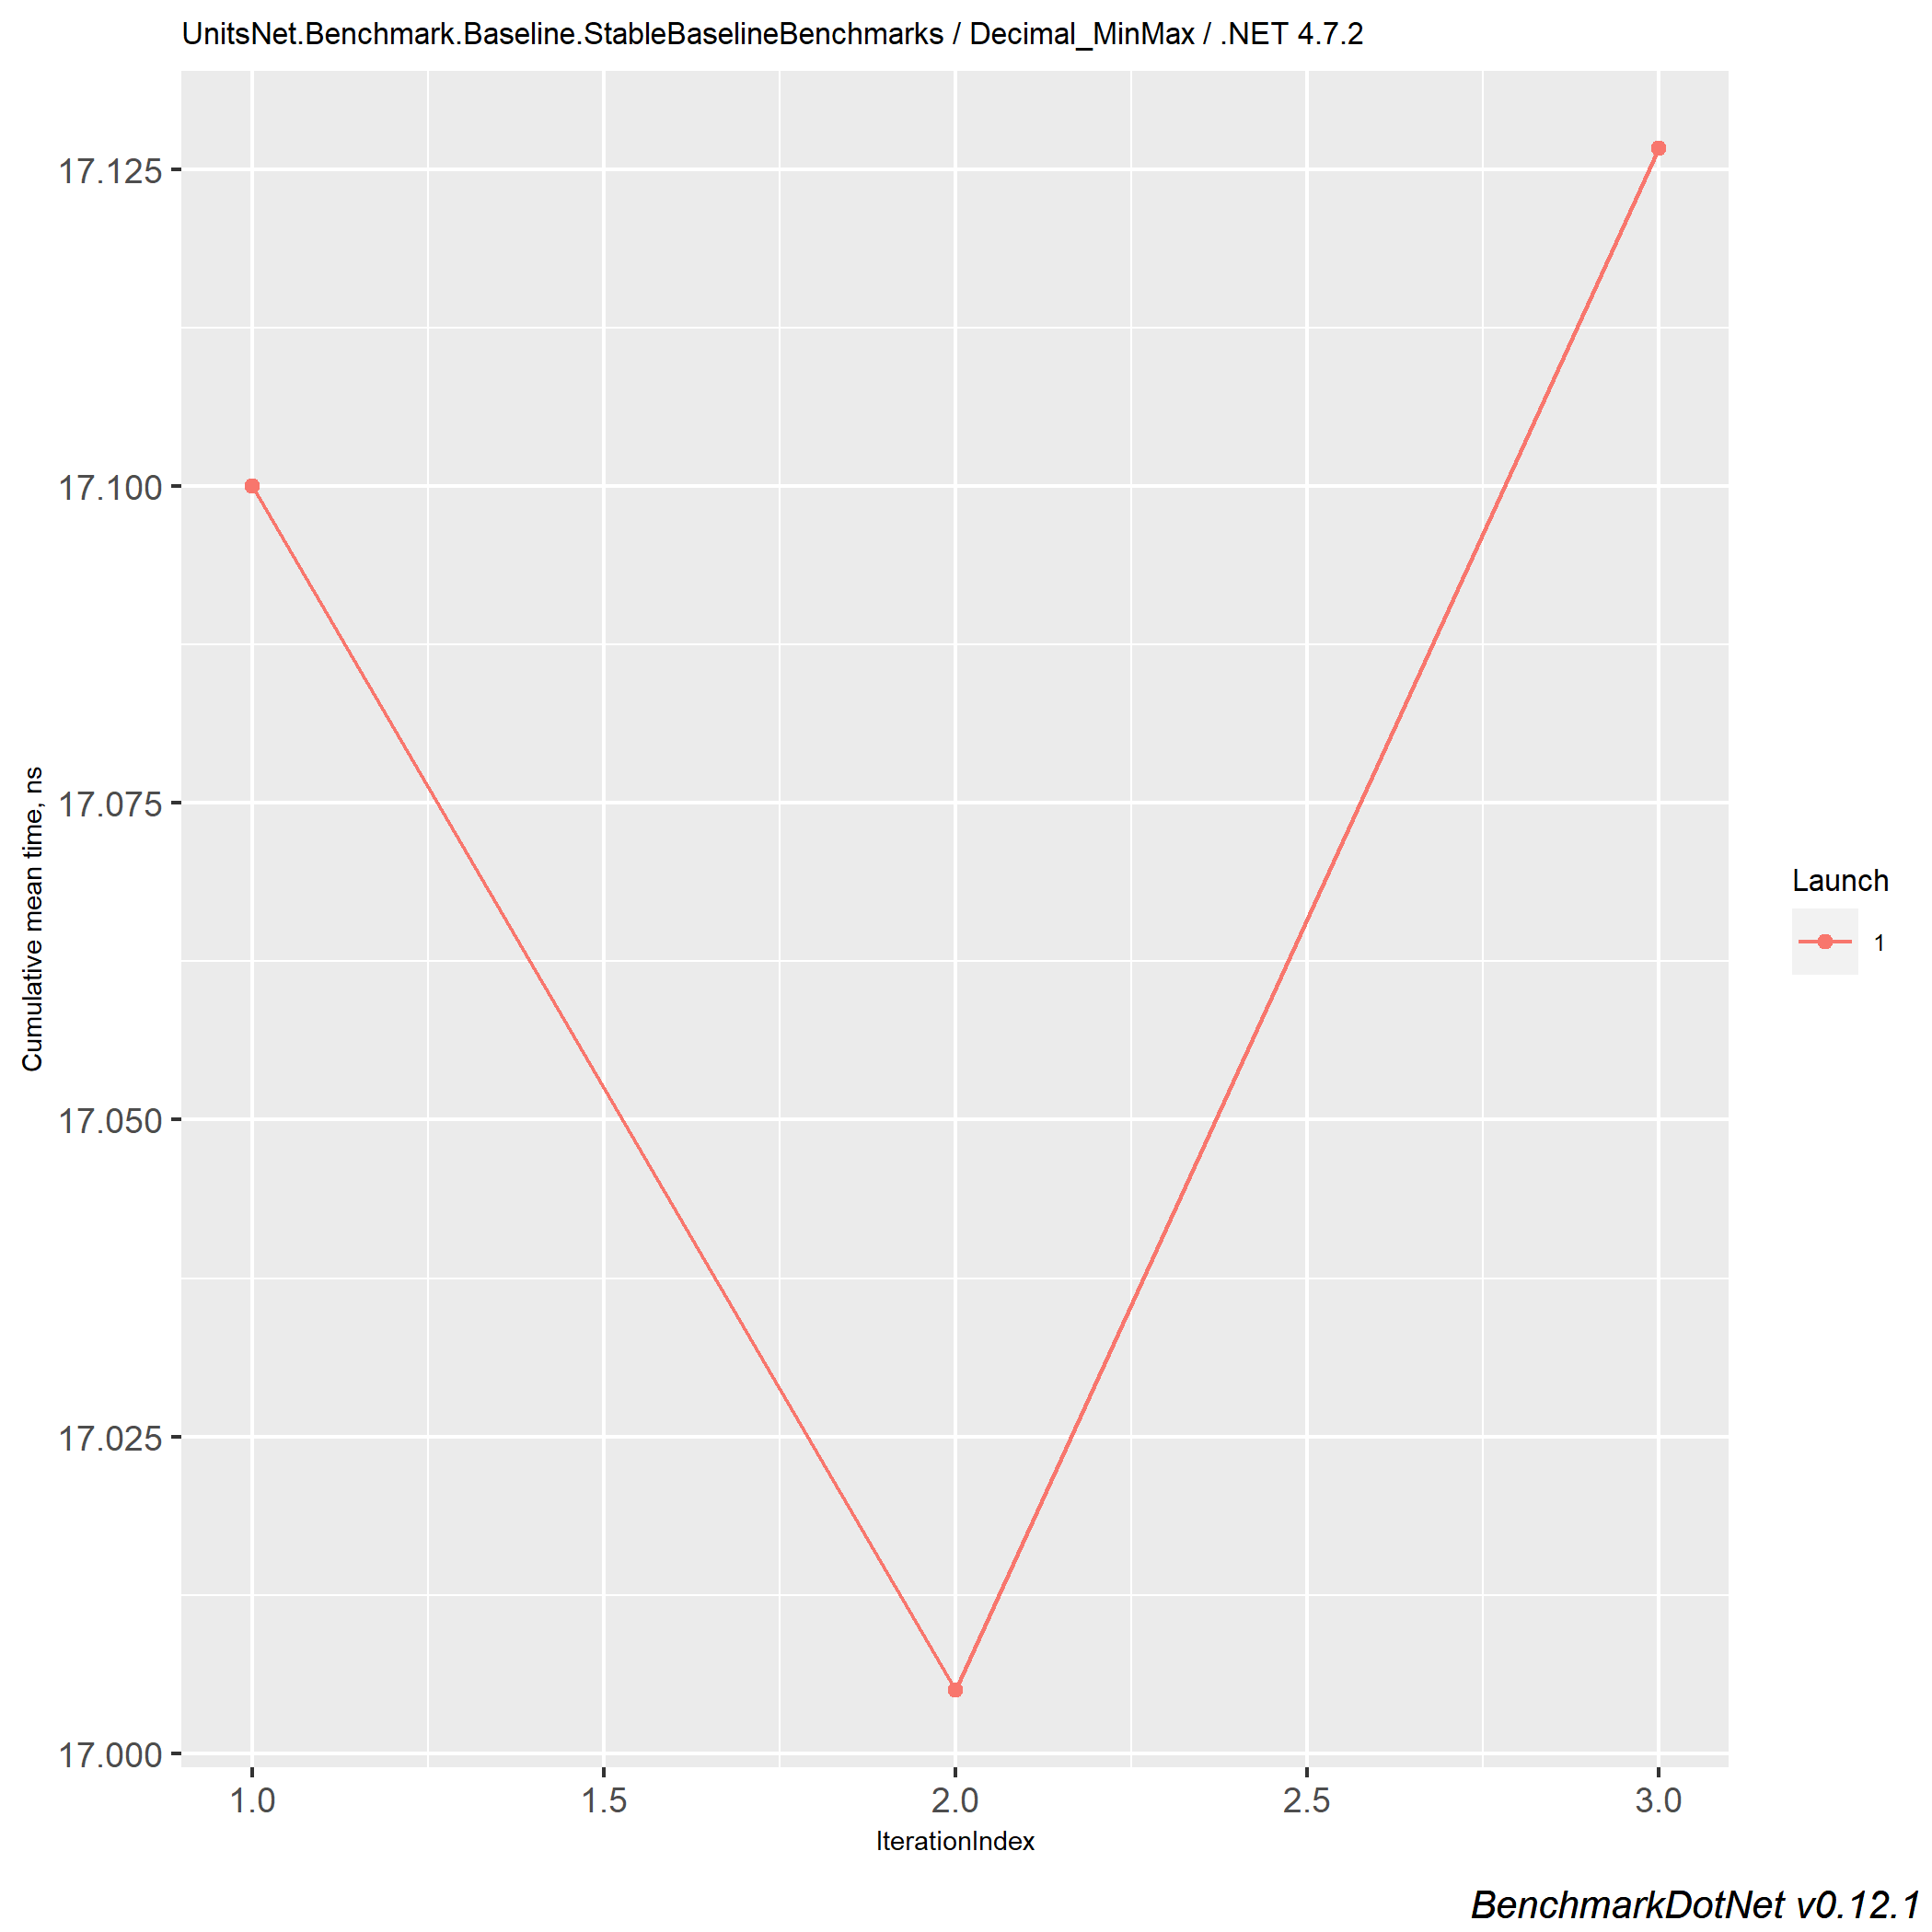 UnitsNet.Benchmark.Baseline.StableBaselineBenchmarks / Decimal_MinMax / .NET 4.7.2
17.125
17.100
17.075
17.050
17.025
17.000
Cumulative mean time, ns
1.0 1.5 2.0 2.5 3.0
IterationIndex
Launch
1
BenchmarkDotNet v0.12.1